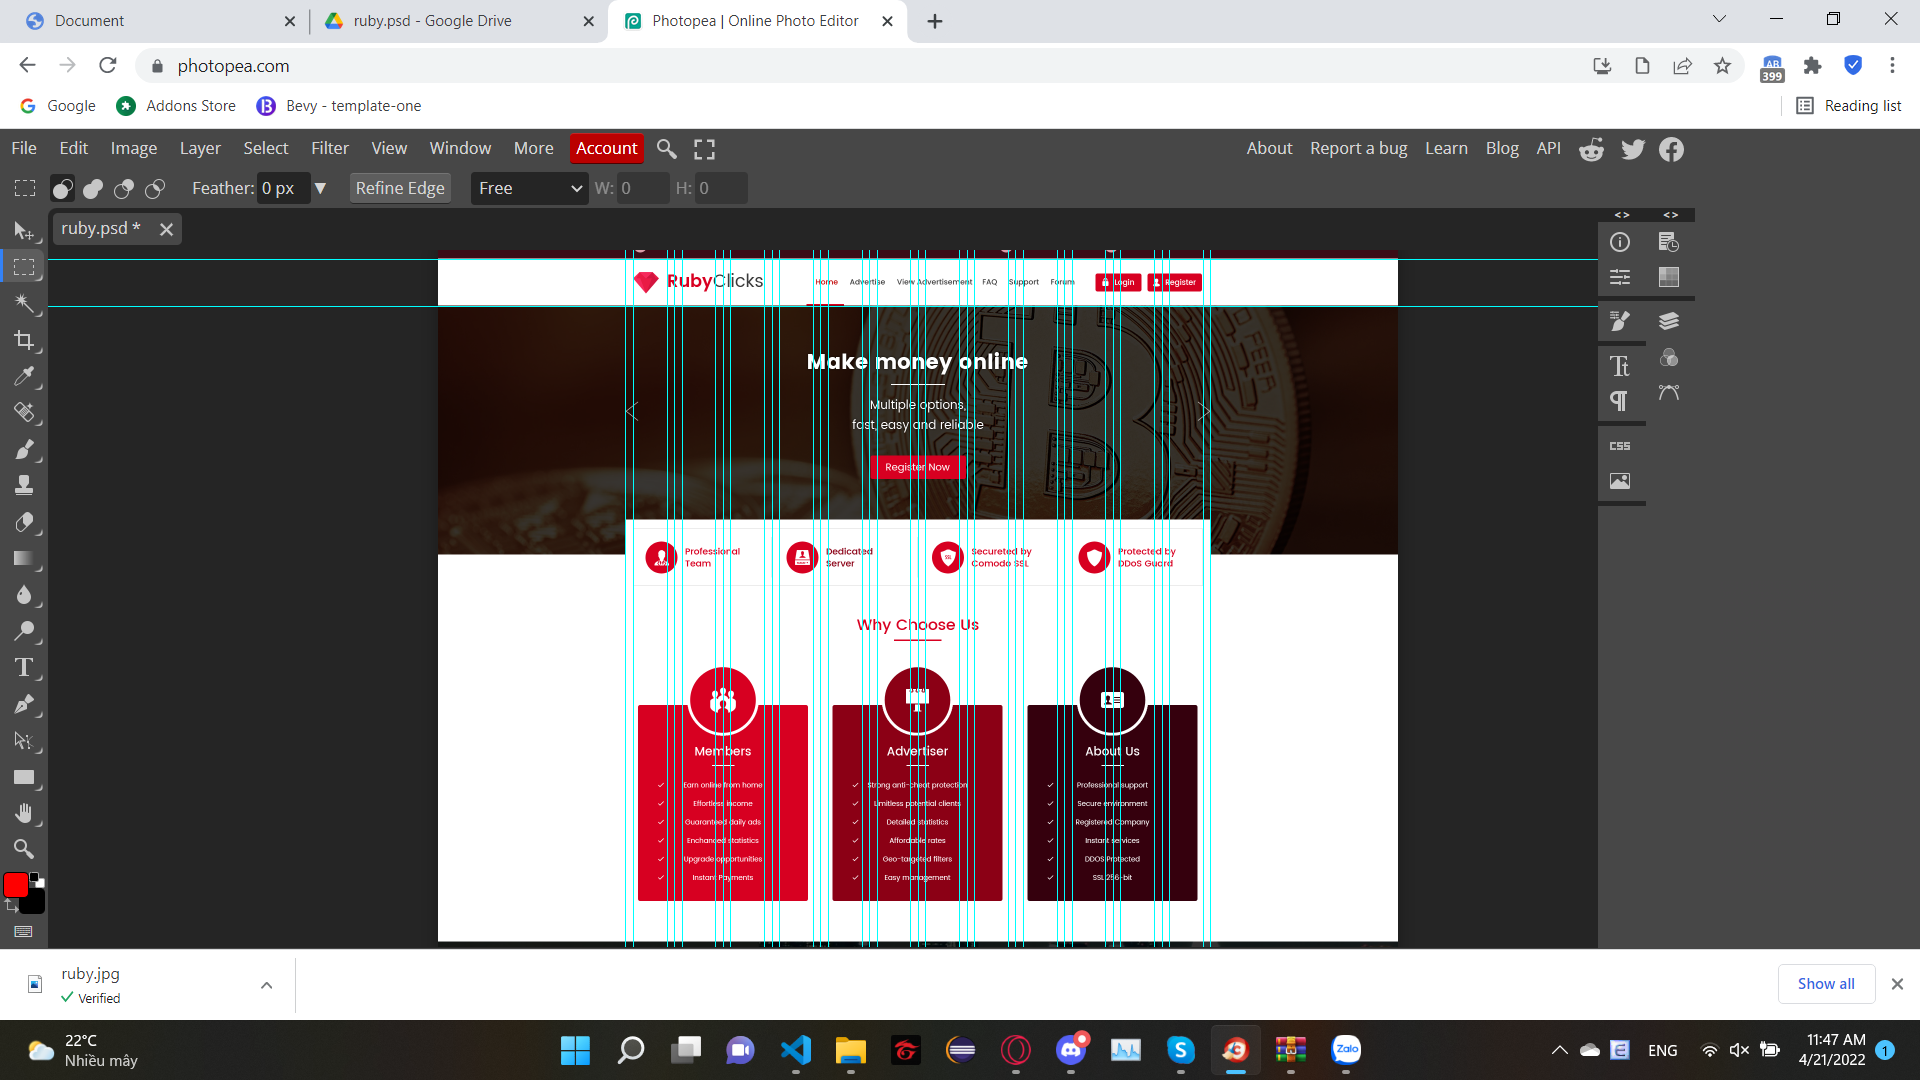 Document
ruby.psd - Google Drive
Photopea | Online Photo Editor
photopea.com
AB
399
Google
Addons Store
Bevy - template-one
Reading list
File Edit Image Layer Select Filter View Window More Account
About Report a bug Learn Blog API
Feather: 0 px Refine Edge Free W: 0 H: 0
ruby.psd *
< > < >
RubyClicks
Home Advertise View Advertisement FAQ Support Forum Login Register
Make money online
Multiple options,
fast, easy and reliable
Register Now
Professional
Team
Dedicated
Server
SSL
Secureted by
Comodo SSL
Protected by
DDoS Guard
Why Choose Us
Members
Earn online from home
Effortless income
Guaranteed daily ads
Enchanced statistics
Upgrade opportunities
Instant Payments
Advertiser
Strong anti-cheat protection
Limitless potential clients
Detailed statistics
Affordable rates
Geo-targeted filters
Easy management
About Us
Professional support
Secure environment
Registered Company
Instant services
DDOS Protected
SSL 256-bit
CSS
ruby.jpg
Verified
Show all
22°C
Nhiều mây
Zalo
ENG
11:47 AM
4/21/2022
1